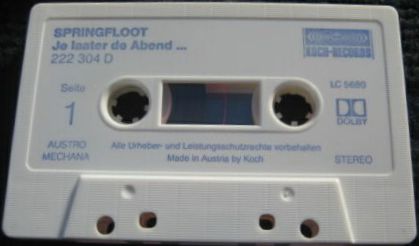 SPRINGFLOOT
Je laater de Abend ...
222 304 D
KOCH-RECORDS
LC 5680
Seite
1
DOLBY
AUSTRO
MECHANA
Alle Urheber- und Leistungsschutzrechte vorbehalten
Made in Austria by Koch
STEREO